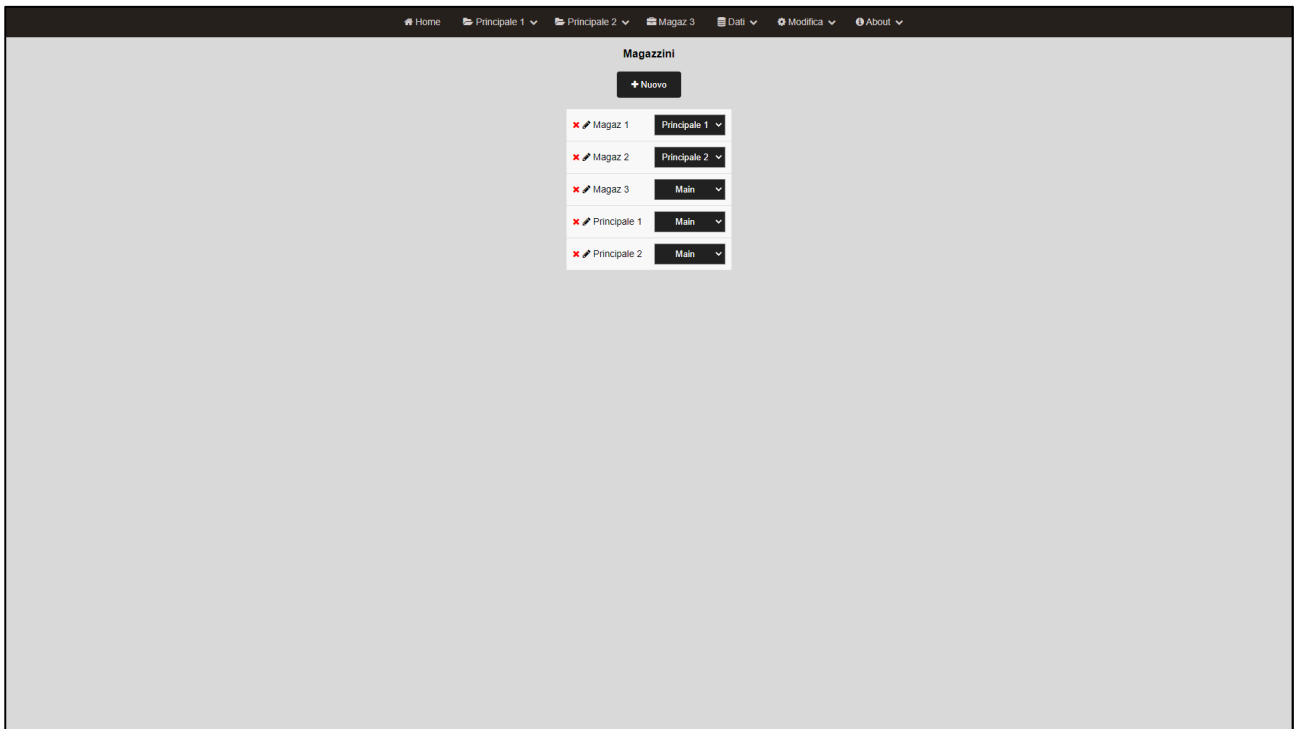 Home Principale 1 Principale 2 Magaz 3 Dati Modifica About
Magazzini
+ Nuovo
Magaz 1 Principale 1
Magaz 2 Principale 2
Magaz 3 Main
Principale 1 Main
Principale 2 Main